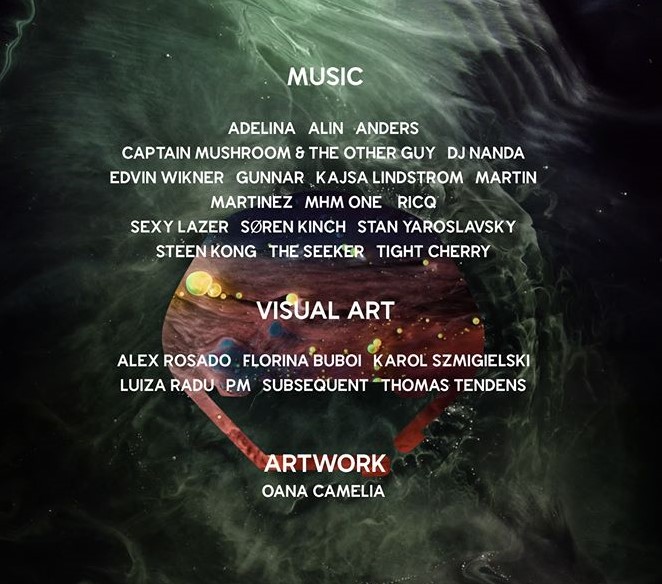 MUSIC
ADELINA ALIN ANDERS
CAPTAIN MUSHROOM & THE OTHER GUY DJ NANDA
EDVIN WIKNER GUNNAR KAJSA LINDSTROM MARTIN
MARTINEZ MHM ONE RICQ
SEXY LAZER SØREN KINCH STAN YAROSLAVSKY
STEEN KONG THE SEEKER TIGHT CHERRY
VISUAL ART
ALEX ROSADO FLORINA BUBOI KAROL SZMIGIELSKI
LUIZA RADU PM SUBSEQUENT THOMAS TENDENS
ARTWORK
OANA CAMELIA